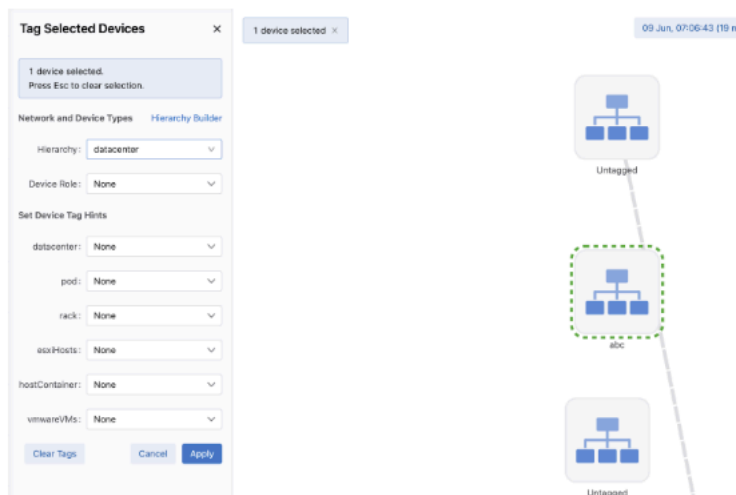 Tag Selected Devices ×
1 device selected.
Press Esc to clear selection.
Network and Device Types Hierarchy Builder
Hierarchy: datacenter
Device Role: None
Set Device Tag Hints
datacenter: None
pod: None
rack: None
esxiHosts: None
hostContainer: None
vmwareVMs: None
Clear Tags Cancel Apply
1 device selected ×
09 Jun, 07:06:43 (19 m
Untagged
abc
Untagged